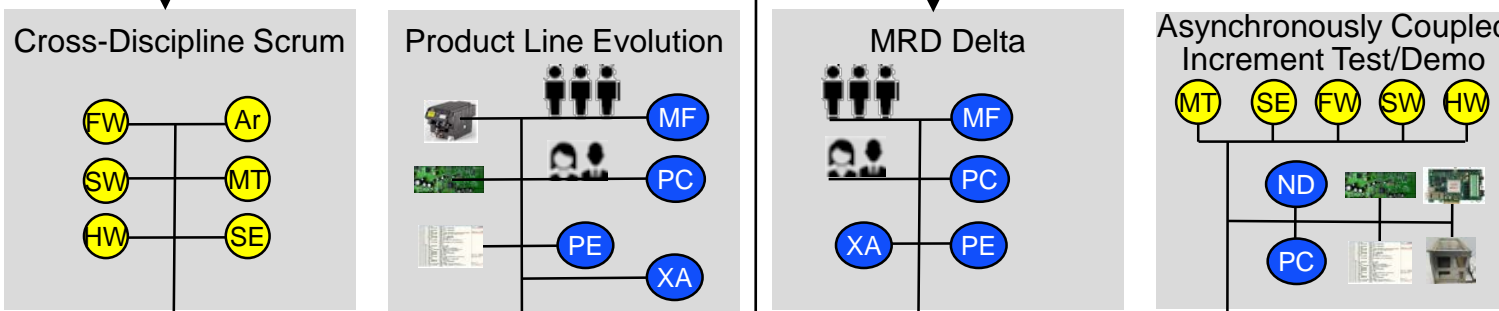 Cross-Discipline Scrum
FW
Ar
SW
MT
HW
SE
Product Line Evolution
MF
PC
PE
XA
MRD Delta
MF
PC
XA
PE
Asynchronously Coupled
Increment Test/Demo
MT
SE
FW
SW
HW
ND
PC